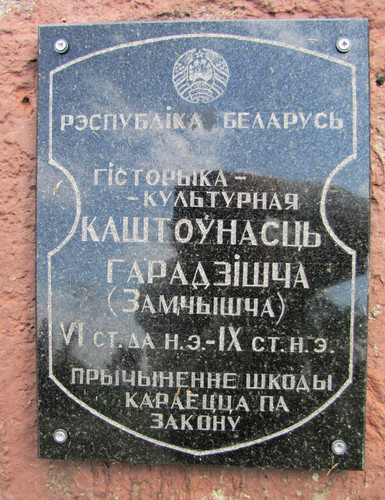 РЭСПУБЛІКА БЕЛАРУСЬ
ГІСТОРЫКА-
-КУЛЬТУРНАЯ
КАШТОЎНАСЦЬ
ГАРАДЗІШЧА
(ЗАМЧЫШЧА)
VI СТ. ДА Н.Э.-IX СТ. Н.Э.
ПРЫЧЫНЕННЕ ШКОДЫ
КАРАЕЦЦА ПА
ЗАКОНУ